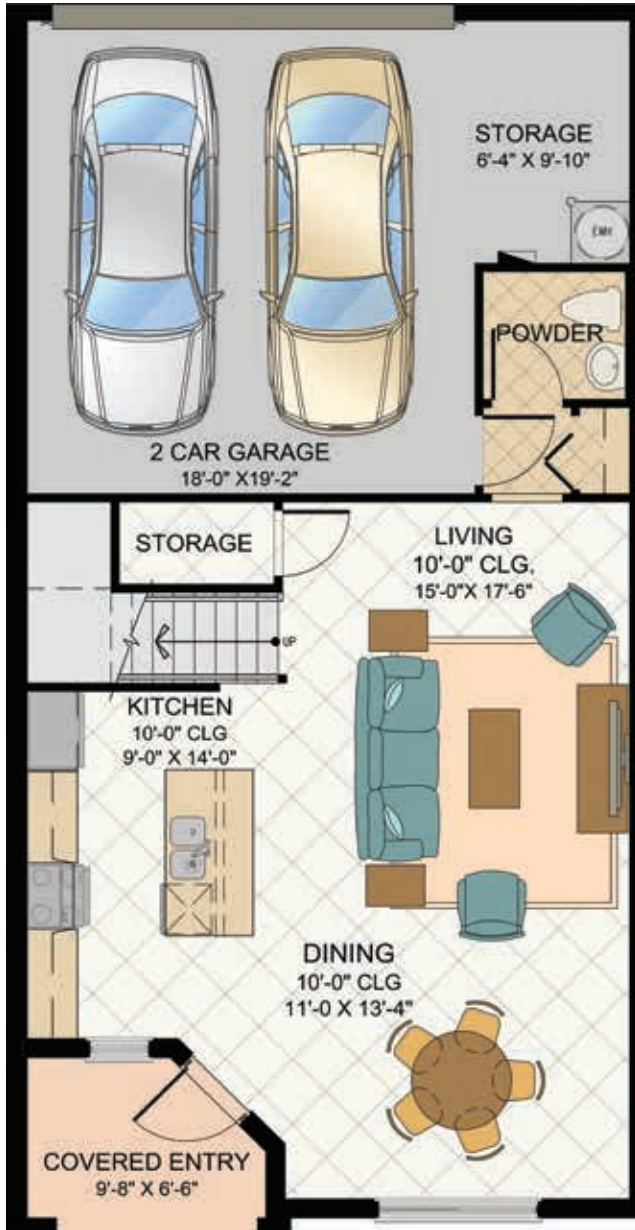 STORAGE
6'-4" X 9'-10"
EWH
POWDER
2 CAR GARAGE
18'-0" X19'-2"
STORAGE
LIVING
10'-0" CLG.
15'-0"X 17'-6"
UP
KITCHEN
10'-0" CLG
9'-0" X 14'-0"
DINING
10'-0" CLG
11'-0 X 13'-4"
COVERED ENTRY
9'-8" X 6'-6"